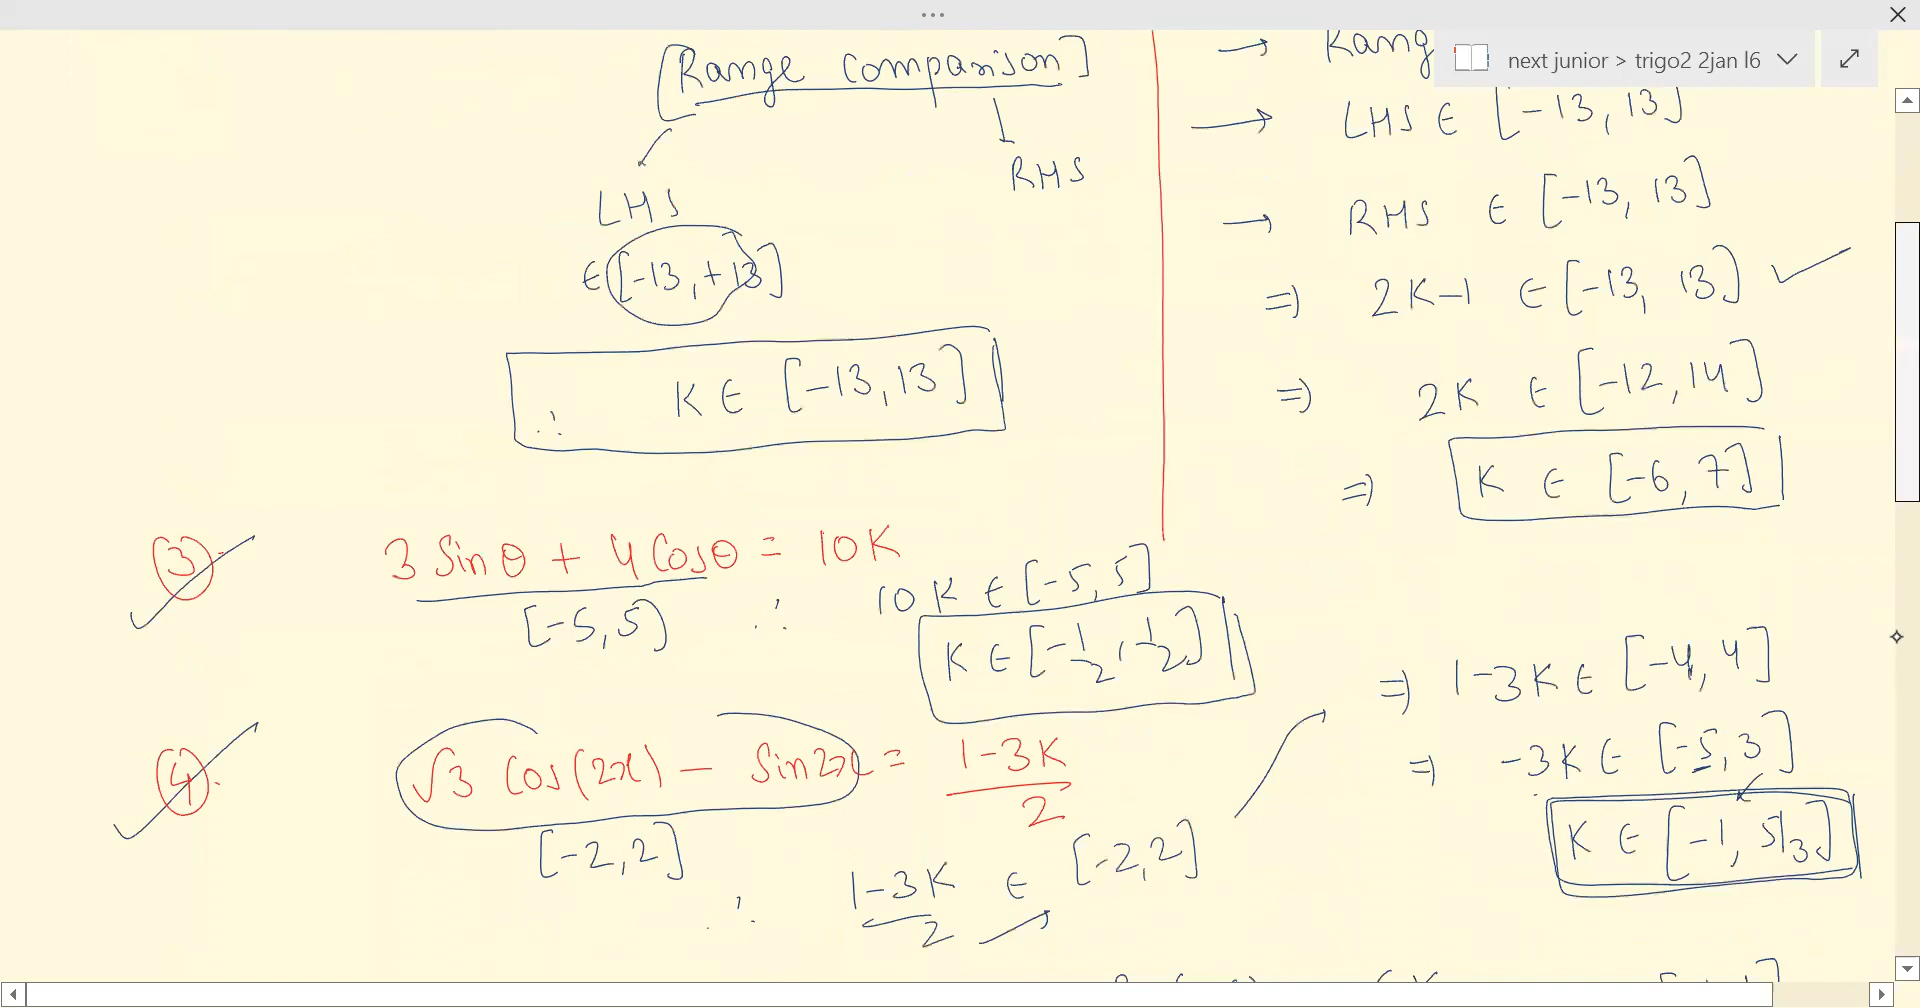 next junior > trigo2 2jan l6
[Range comparison]
LHS
RHS
∈ [-13, +13]
∴ K ∈ [-13, 13]
→
→ LHS ∈ [-13, 13]
→ RHS ∈ [-13, 13]
⇒ 2K-1 ∈ [-13, 13] ✓
⇒ 2K ∈ [-12, 14]
⇒ K ∈ [-6, 7]
③ 3 Sin θ + 4 Cos θ = 10K
[-5, 5] ∴ 10K ∈ [-5, 5]
K ∈ [-1/2, 1/2]
④. √3 Cos(2x) - Sin2x = (1-3K)/2
[-2, 2]
∴ (1-3K)/2 ∈ [-2, 2]
⇒ 1-3K ∈ [-4, 4]
⇒ -3K ∈ [-5, 3]
K ∈ [-1, 5/3]